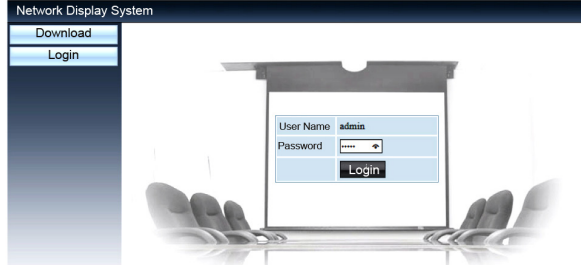 Network Display System
Download
Login
User Name admin
Password •••••
Login